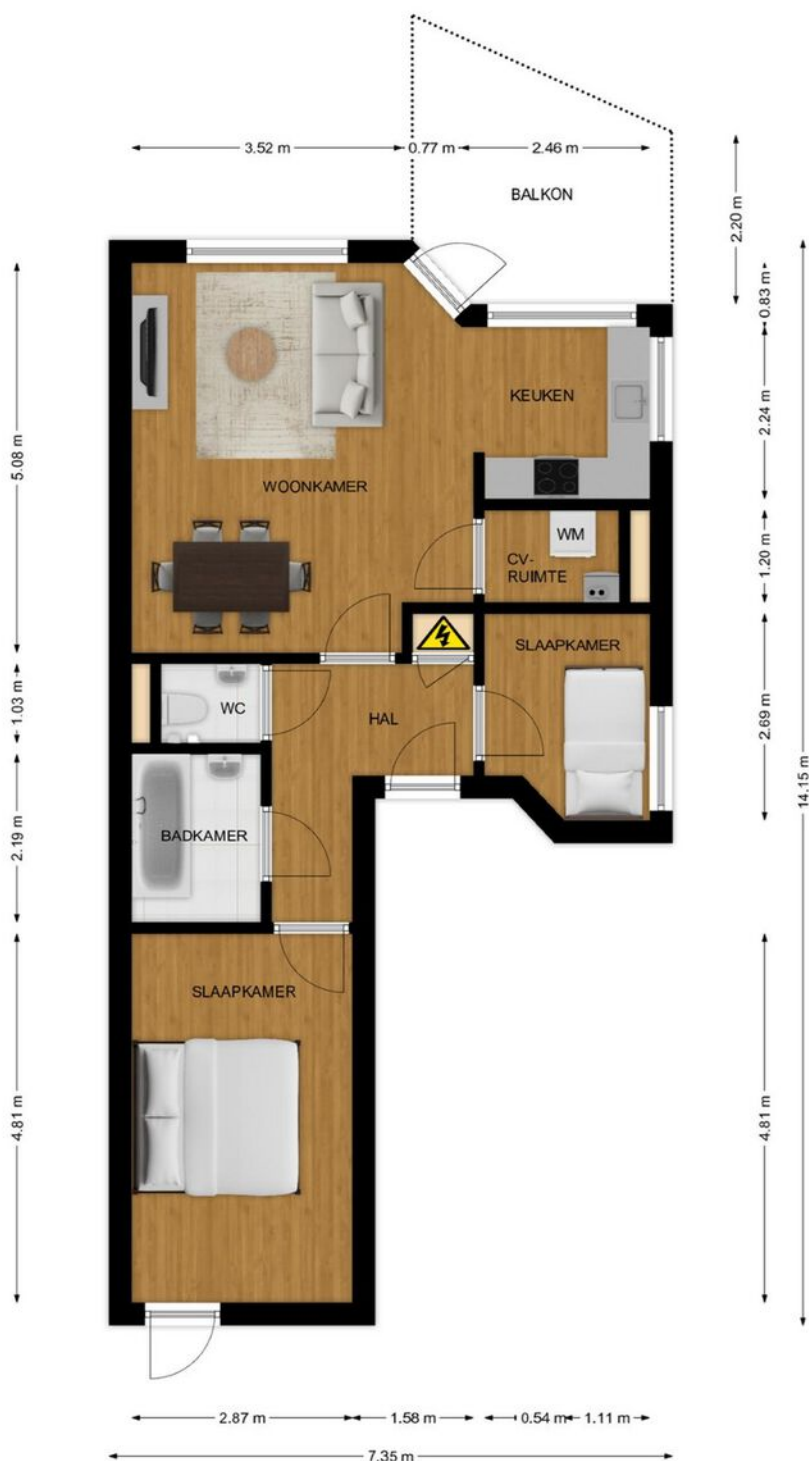 3.52 m
0.77 m
2.46 m
BALKON
2.20 m
0.83 m
5.08 m
KEUKEN
2.24 m
WOONKAMER
WM
CV-
RUIMTE
1.20 m
SLAAPKAMER
1.03 m
WC
HAL
2.69 m
14.15 m
2.19 m
BADKAMER
SLAAPKAMER
4.81 m
4.81 m
2.87 m
1.58 m
0.54 m
1.11 m
7.35 m